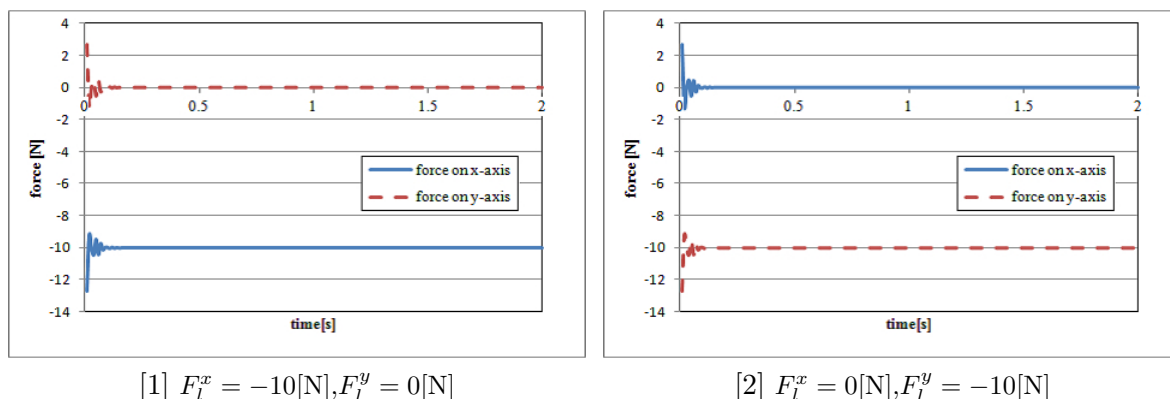 4
2
0
-2
-4
-6
-8
-10
-12
-14
0 0.5 1 1.5 2
force [N]
force on x-axis
force on y-axis
time[s]
[1] $F_l^x = -10$[N],$F_l^y = 0$[N]
4
2
0
-2
-4
-6
-8
-10
-12
-14
0 0.5 1 1.5 2
force [N]
force on x-axis
force on y-axis
time[s]
[2] $F_l^x = 0$[N],$F_l^y = -10$[N]